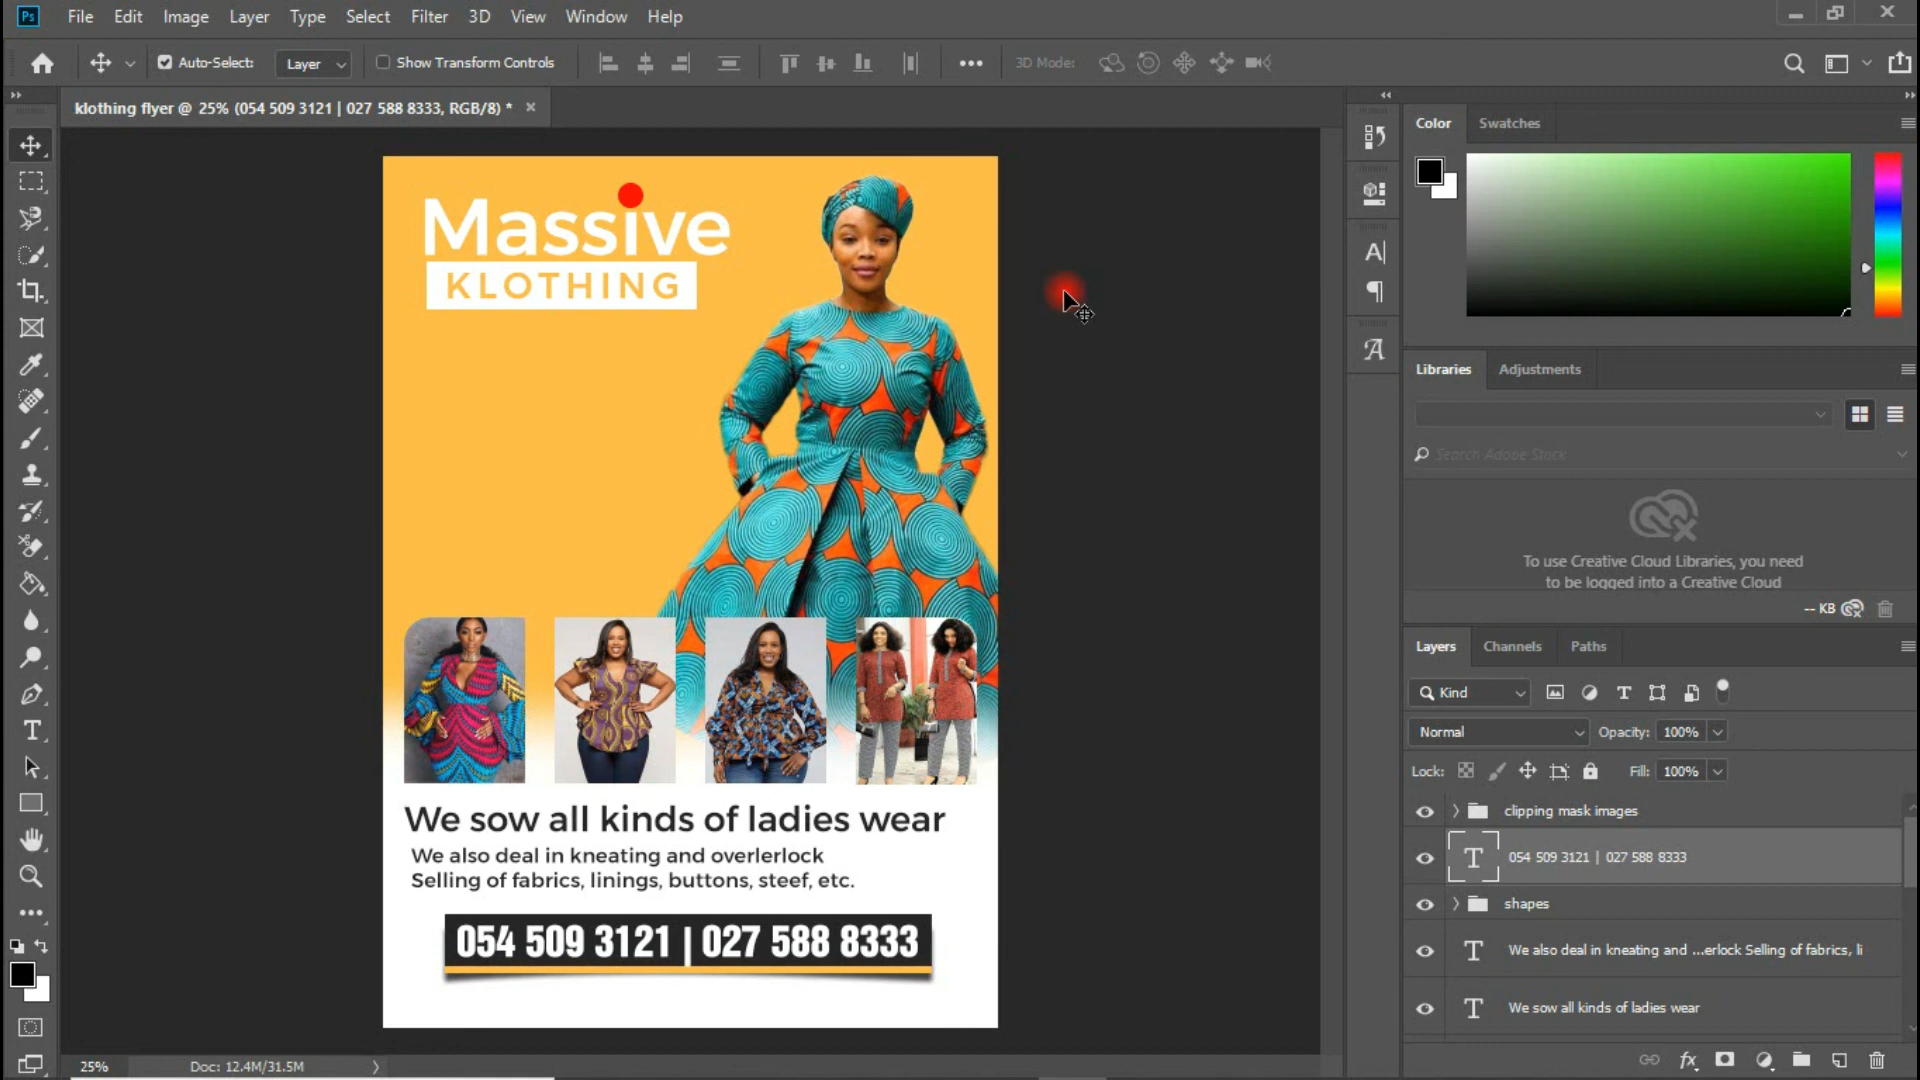 Ps File Edit Image Layer Type Select Filter 3D View Window Help
Auto-Select: Layer Show Transform Controls 3D Mode:
klothing flyer @ 25% (054 509 3121 | 027 588 8333, RGB/8) * ×
Massive
KLOTHING
We sow all kinds of ladies wear
We also deal in kneating and overlerlock
Selling of fabrics, linings, buttons, steef, etc.
054 509 3121 | 027 588 8333
25% Doc: 12.4M/31.5M
Color Swatches
Libraries Adjustments
Search Adobe Stock
To use Creative Cloud Libraries, you need
to be logged into a Creative Cloud
-- KB
Layers Channels Paths
Kind
Normal Opacity: 100%
Lock: Fill: 100%
clipping mask images
054 509 3121 | 027 588 8333
shapes
We also deal in kneating and ...erlock Selling of fabrics, li
We sow all kinds of ladies wear